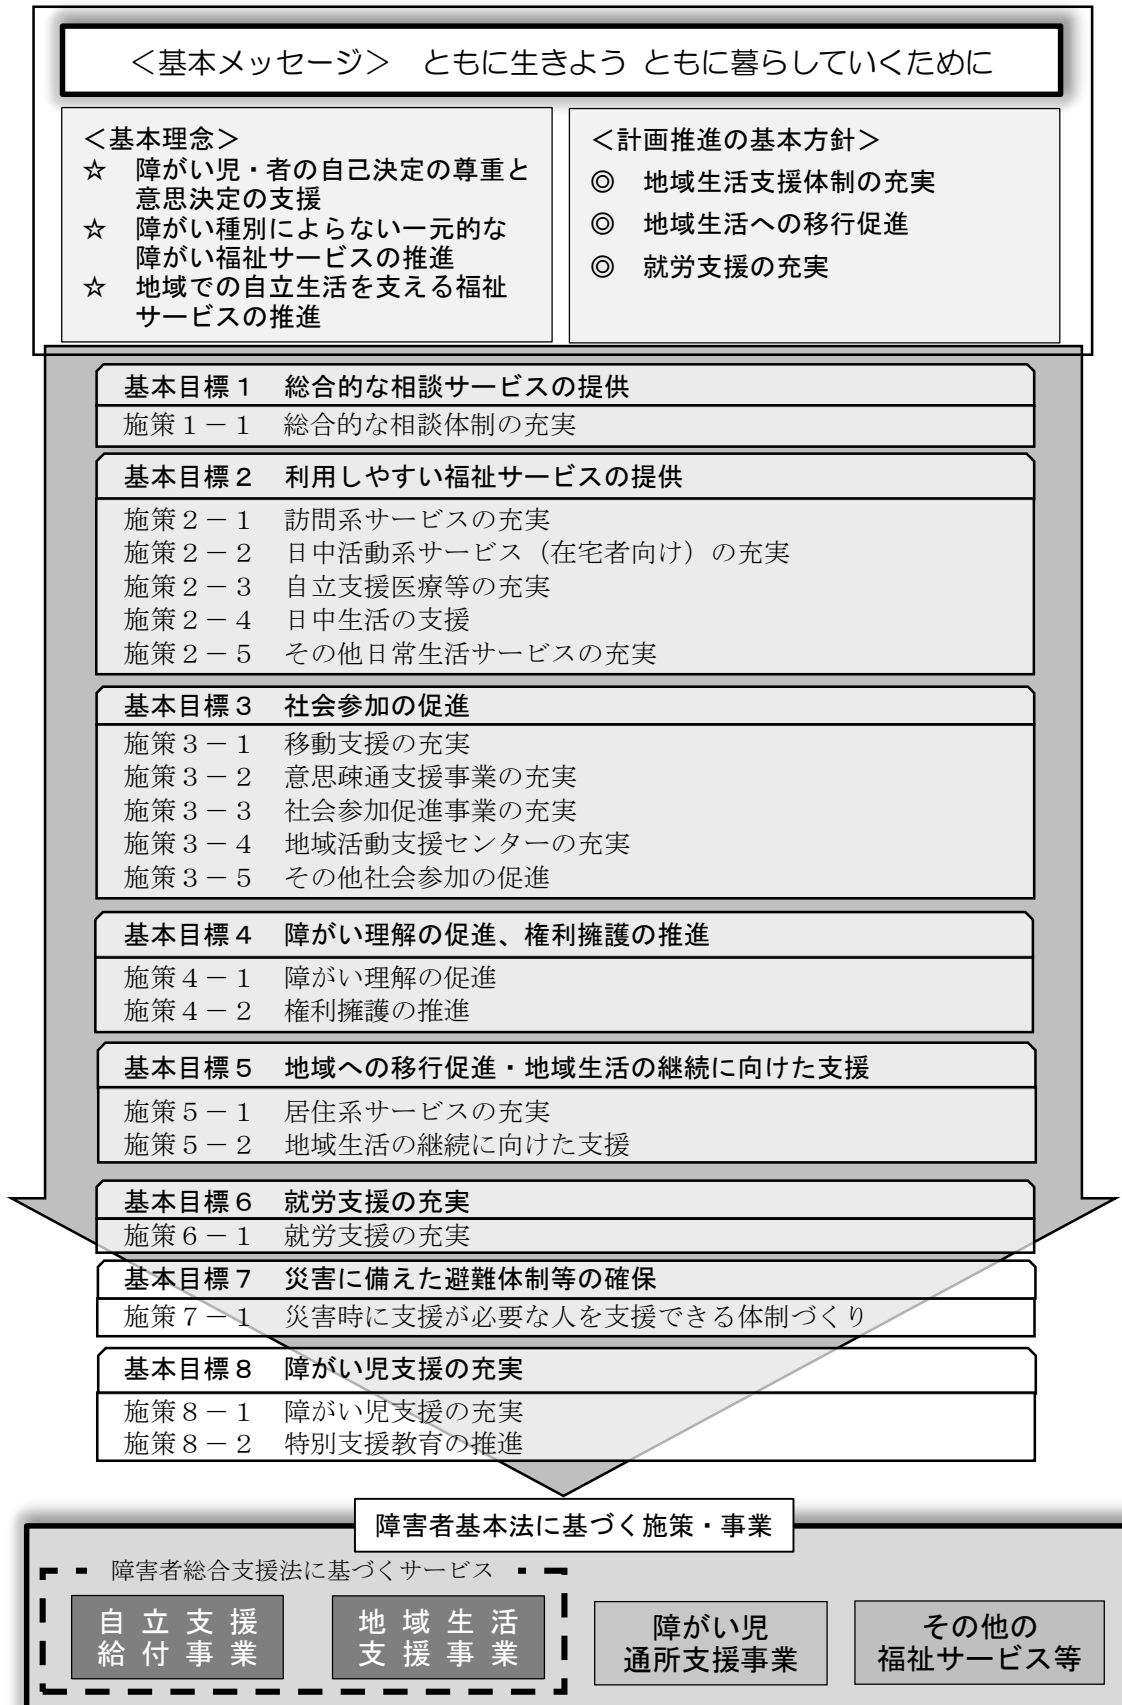 ＜基本メッセージ＞　ともに生きよう ともに暮らしていくために
＜基本理念＞
☆　障がい児・者の自己決定の尊重と
意思決定の支援
☆　障がい種別によらない一元的な
障がい福祉サービスの推進
☆　地域での自立生活を支える福祉
サービスの推進
＜計画推進の基本方針＞
◎　地域生活支援体制の充実
◎　地域生活への移行促進
◎　就労支援の充実
基本目標１　総合的な相談サービスの提供
施策１－１　総合的な相談体制の充実
基本目標２　利用しやすい福祉サービスの提供
施策２－１　訪問系サービスの充実
施策２－２　日中活動系サービス（在宅者向け）の充実
施策２－３　自立支援医療等の充実
施策２－４　日中生活の支援
施策２－５　その他日常生活サービスの充実
基本目標３　社会参加の促進
施策３－１　移動支援の充実
施策３－２　意思疎通支援事業の充実
施策３－３　社会参加促進事業の充実
施策３－４　地域活動支援センターの充実
施策３－５　その他社会参加の促進
基本目標４　障がい理解の促進、権利擁護の推進
施策４－１　障がい理解の促進
施策４－２　権利擁護の推進
基本目標５　地域への移行促進・地域生活の継続に向けた支援
施策５－１　居住系サービスの充実
施策５－２　地域生活の継続に向けた支援
基本目標６　就労支援の充実
施策６－１　就労支援の充実
基本目標７　災害に備えた避難体制等の確保
施策７－１　災害時に支援が必要な人を支援できる体制づくり
基本目標８　障がい児支援の充実
施策８－１　障がい児支援の充実
施策８－２　特別支援教育の推進
障害者基本法に基づく施策・事業
障害者総合支援法に基づくサービス
自立支援
給付事業
地域生活
支援事業
障がい児
通所支援事業
その他の
福祉サービス等